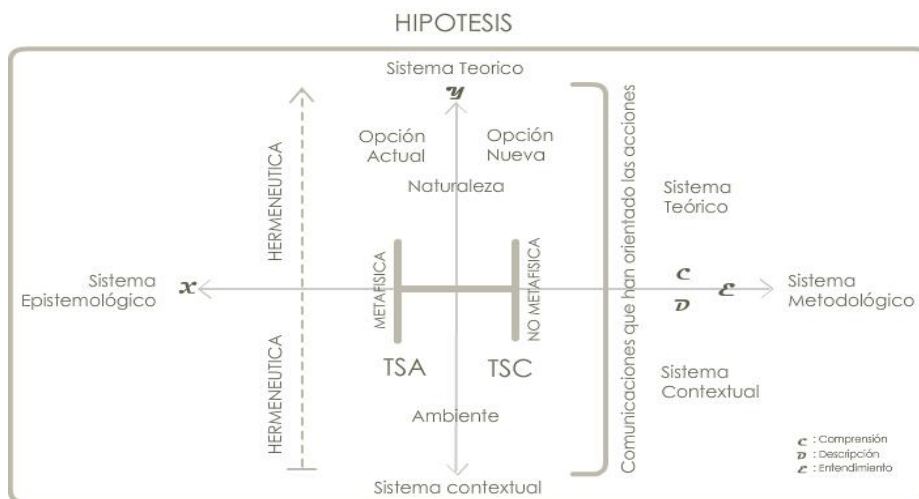 HIPOTESIS
Sistema Teorico
y
Opción
Actual
Opción
Nueva
Naturaleza
HERMENEUTICA
HERMENEUTICA
Sistema
Epistemológico
x
METAFISICA
NO METAFISICA
TSA
TSC
Ambiente
Sistema contextual
Comunicaciones que han orientado las acciones
Sistema
Teórico
C
D
E
Sistema
Metodológico
Sistema
Contextual
C : Comprensión
D : Descripción
E : Entendimiento